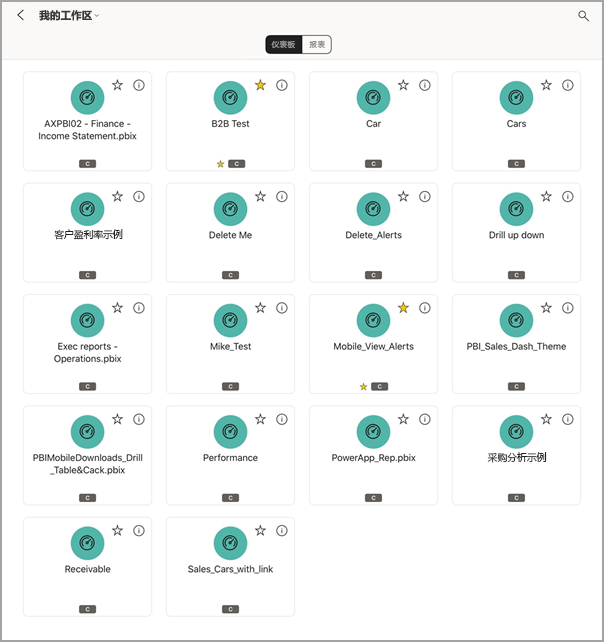 我的工作区
仪表板 报表
AXPBI02 - Finance -
Income Statement.pbix
C
B2B Test
C
Car
C
Cars
C
客户盈利率示例
C
Delete Me
C
Delete_Alerts
C
Drill up down
C
Exec reports -
Operations.pbix
C
Mike_Test
C
Mobile_View_Alerts
C
PBI_Sales_Dash_Theme
C
PBIMobileDownloads_Drill
_Table&Cack.pbix
C
Performance
C
PowerApp_Rep.pbix
C
采购分析示例
C
Receivable
C
Sales_Cars_with_link
C